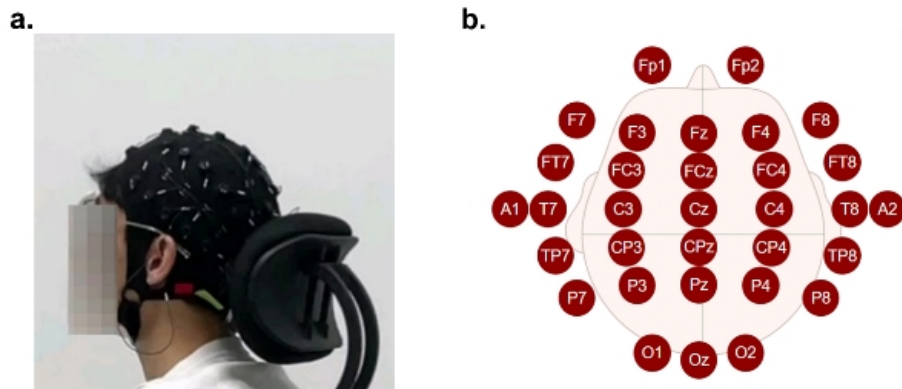 a.
b.
Fp1 Fp2
F7 F3 Fz F4 F8
FT7 FC3 FCz FC4 FT8
A1 T7 C3 Cz C4 T8 A2
TP7 CP3 CPz CP4 TP8
P7 P3 Pz P4 P8
O1 Oz O2